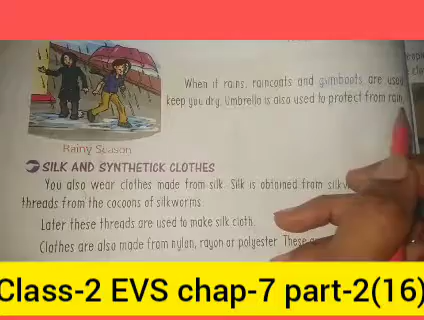 When it rains, raincoats and gumboots are used
keep you dry. Umbrella is also used to protect from rain.
Rainy Season
SILK AND SYNTHETICK CLOTHES
You also wear clothes made from silk. Silk is obtained from
threads from the cocoons of silkworms.
Later these threads are used to make silk cloth.
Clothes are also made from nylon, rayon or polyester. These
Class-2 EVS chap-7 part-2(16)